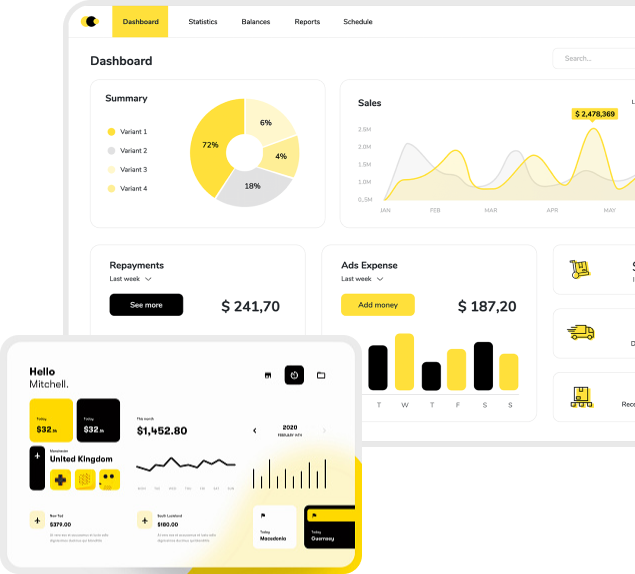 Dashboard
Statistics
Balances
Reports
Schedule
Dashboard
Search...
Summary
Variant 1
Variant 2
Variant 3
Variant 4
72%
6%
4%
18%
Sales
$ 2,478,369
2.5M
2.0M
1.5M
1.0M
0.5M
JAN
FEB
MAR
APR
MAY
Repayments
Last week
See more
$ 241,70
Ads Expense
Last week
Add money
$ 187,20
T
W
T
F
S
S
Hello
Mitchell.
Today
$32
Today
$32
This month
$1,452.80
2020
United Kingdom
$379.00
South Luxland
$180.00
Today
Macedonia
Today
Guernsey